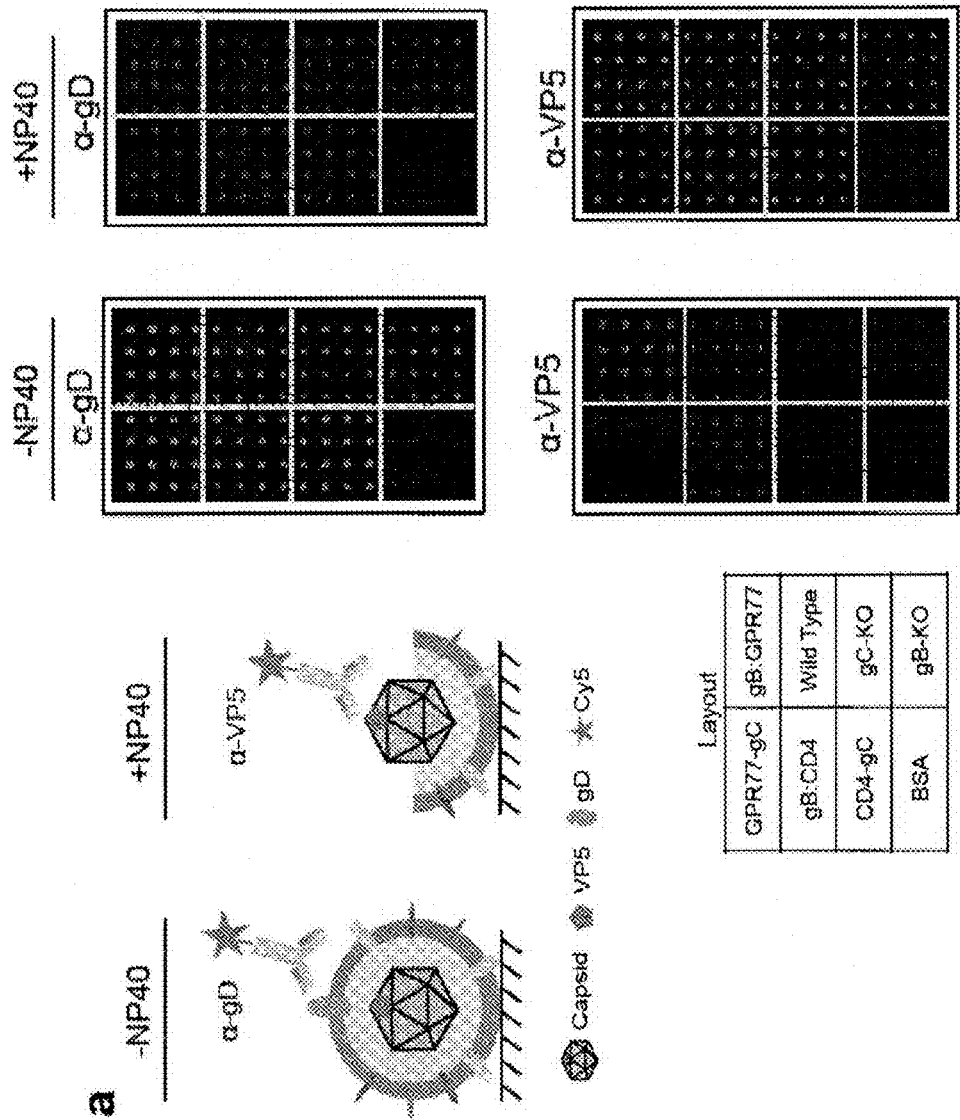 a
-NP40
+NP40
α-gD
α-VP5
Capsid
VP5
gD
Cy5
Layout
GPR77-gC
gB:GPR77
gB:CD4
Wild Type
CD4-gC
gC-KO
BSA
gB-KO
-NP40
+NP40
α-gD
α-gD
α-VP5
α-VP5